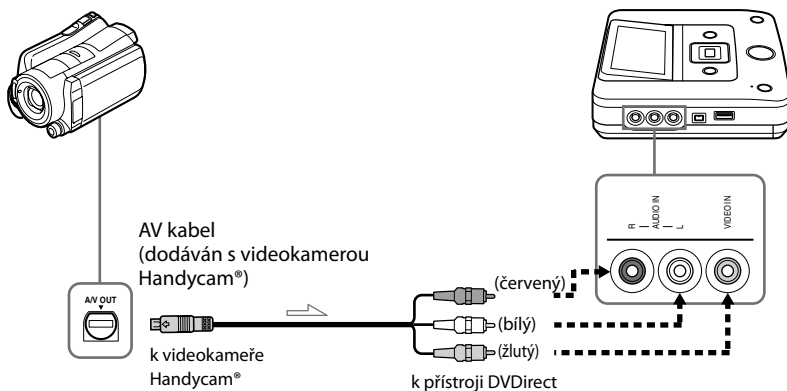 R
AUDIO IN
L
VIDEO IN
AV kabel
(dodáván s videokamerou
Handycam®)
A/V OUT
(červený)
(bílý)
(žlutý)
k videokameře
Handycam®
k přístroji DVDirect